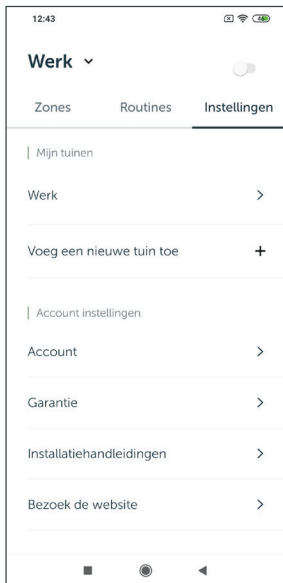 12:43
46
Werk
Zones Routines Instellingen
Mijn tuinen
Werk
Voeg een nieuwe tuin toe
Account instellingen
Account
Garantie
Installatiehandleidingen
Bezoek de website